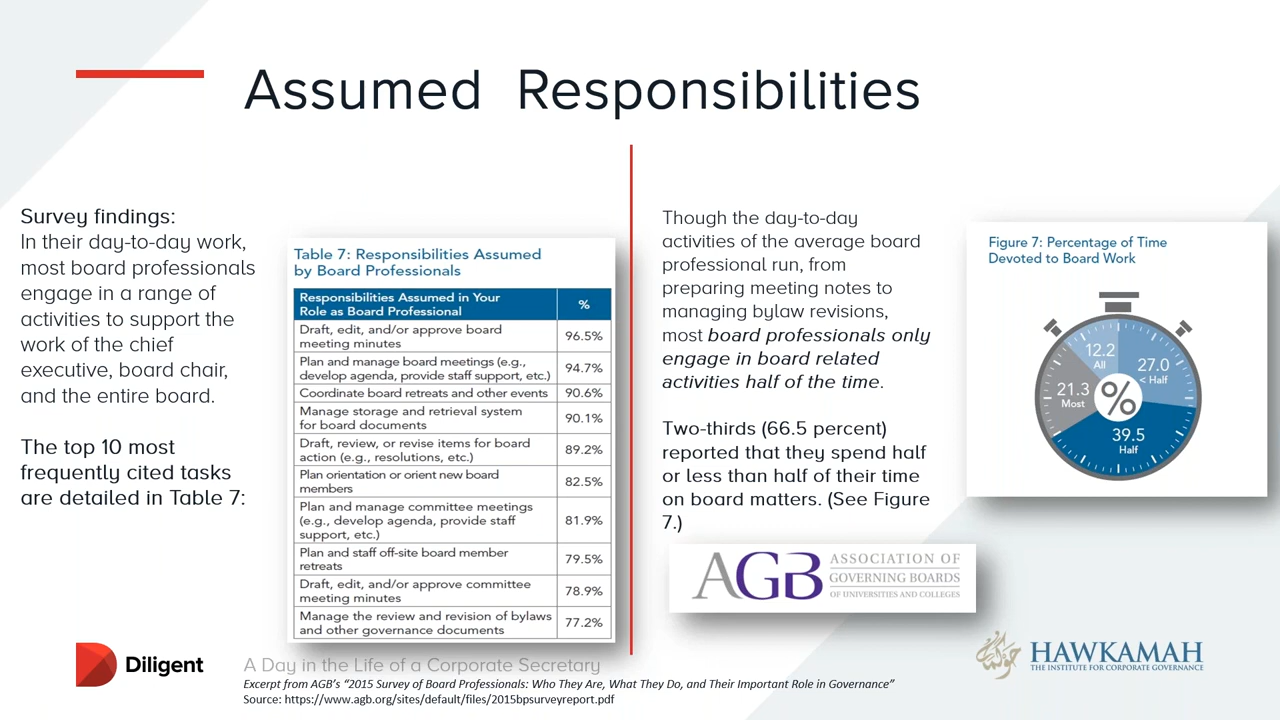 Assumed Responsibilities
Survey findings:
In their day-to-day work,
most board professionals
engage in a range of
activities to support the
work of the chief
executive, board chair,
and the entire board.
The top 10 most
frequently cited tasks
are detailed in Table 7:
Table 7: Responsibilities Assumed
by Board Professionals
Responsibilities Assumed in Your
Role as Board Professional
%
Draft, edit, and/or approve board
meeting minutes
96.5%
Plan and manage board meetings (e.g.,
develop agenda, provide staff support, etc.)
94.7%
Coordinate board retreats and other events
90.6%
Manage storage and retrieval system
for board documents
90.1%
Draft, review, or revise items for board
action (e.g., resolutions, etc.)
89.2%
Plan orientation or orient new board
members
82.5%
Plan and manage committee meetings
(e.g., develop agenda, provide staff
support, etc.)
81.9%
Plan and staff off-site board member
retreats
79.5%
Draft, edit, and/or approve committee
meeting minutes
78.9%
Manage the review and revision of bylaws
and other governance documents
77.2%
Though the day-to-day
activities of the average board
professional run, from
preparing meeting notes to
managing bylaw revisions,
most board professionals only
engage in board related
activities half of the time.
Two-thirds (66.5 percent)
reported that they spend half
or less than half of their time
on board matters. (See Figure
7.)
Figure 7: Percentage of Time
Devoted to Board Work
12.2
All
27.0
< Half
21.3
Most
%
39.5
Half
AGB
ASSOCIATION OF
GOVERNING BOARDS
OF UNIVERSITIES AND COLLEGES
Diligent
A Day in the Life of a Corporate Secretary
Excerpt from AGB's "2015 Survey of Board Professionals: Who They Are, What They Do, and Their Important Role in Governance"
Source: https://www.agb.org/sites/default/files/2015bpsurveyreport.pdf
HAWKAMAH
THE INSTITUTE FOR CORPORATE GOVERNANCE